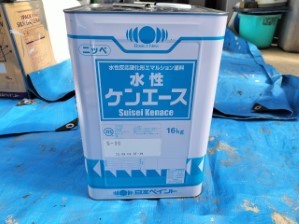 ニッペ
水性反応硬化形エマルション塗料
水性
ケンエース
Suisei Kenace
16kg
日本ペイント